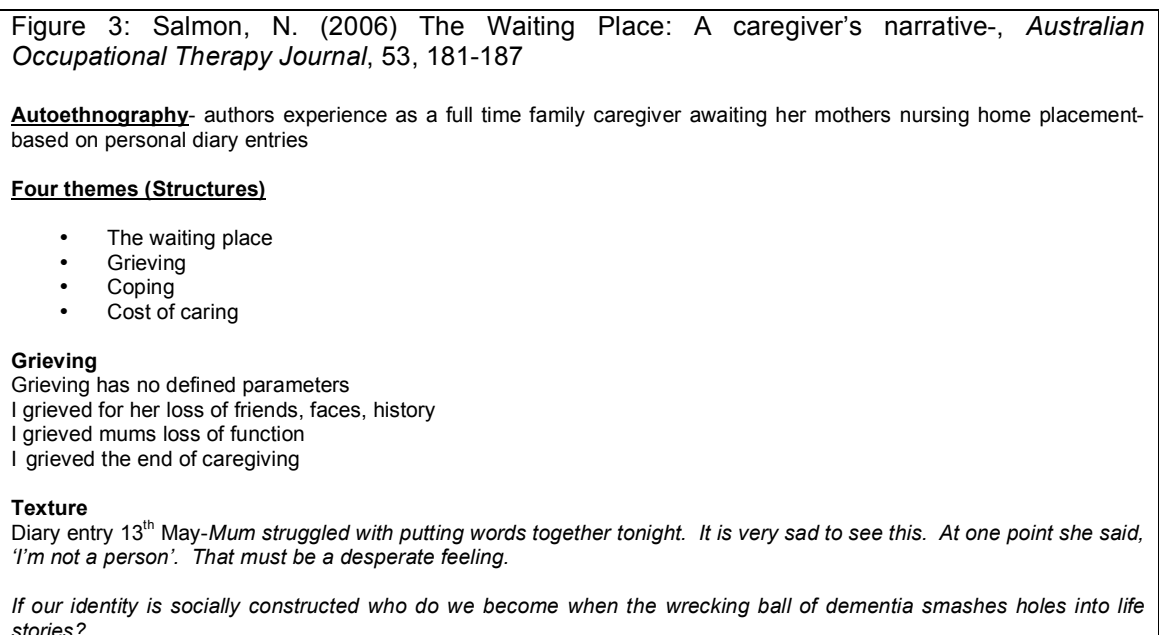 Figure 3: Salmon, N. (2006) The Waiting Place: A caregiver’s narrative-, Australian
Occupational Therapy Journal, 53, 181-187
Autoethnography- authors experience as a full time family caregiver awaiting her mothers nursing home placement-
based on personal diary entries
Four themes (Structures)
• The waiting place
• Grieving
• Coping
• Cost of caring
Grieving
Grieving has no defined parameters
I grieved for her loss of friends, faces, history
I grieved mums loss of function
I grieved the end of caregiving
Texture
Diary entry 13th May-Mum struggled with putting words together tonight. It is very sad to see this. At one point she said,
‘I’m not a person’. That must be a desperate feeling.
If our identity is socially constructed who do we become when the wrecking ball of dementia smashes holes into life
stories?